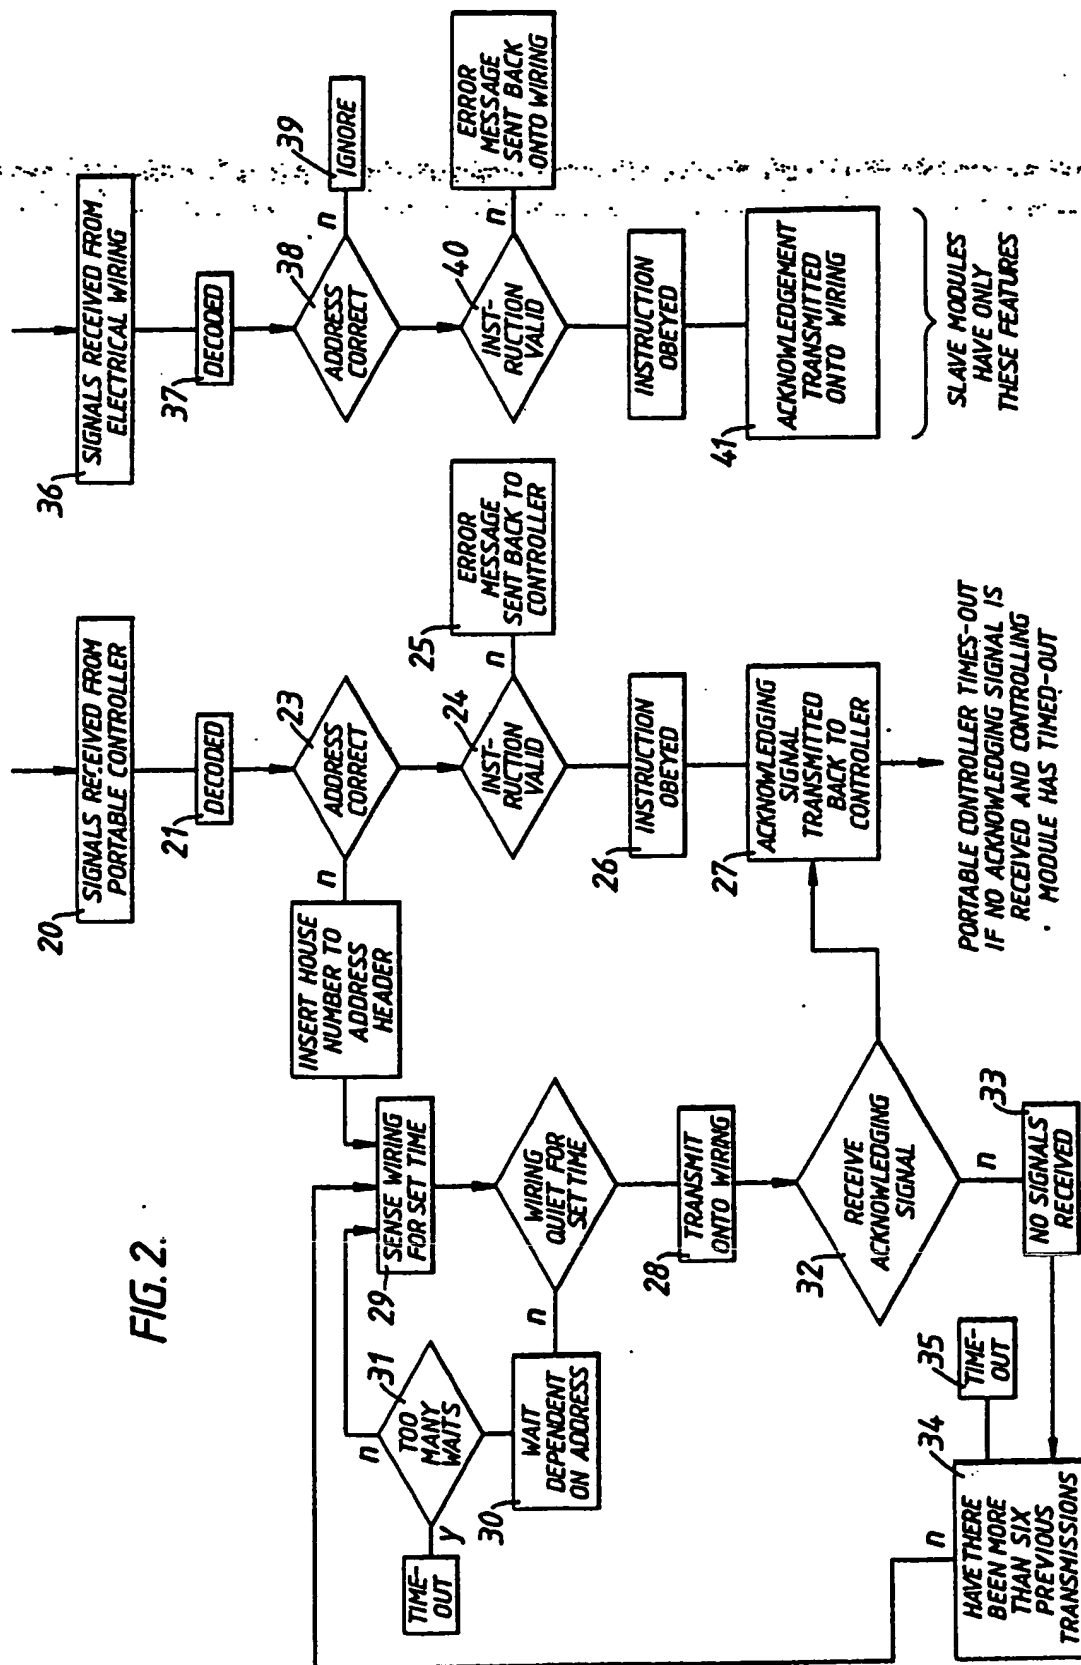 FIG. 2.
20
SIGNALS RECEIVED FROM
PORTABLE CONTROLLER
21
DECODED
23
ADDRESS
CORRECT
n
INSERT HOUSE
NUMBER TO
ADDRESS
HEADER
24
INST-
RUCTION
VALID
n
25
ERROR
MESSAGE
SENT BACK TO
CONTROLLER
26
INSTRUCTION
OBEYED
27
ACKNOWLEDGING
SIGNAL
TRANSMITTED
BACK TO
CONTROLLER
PORTABLE CONTROLLER TIMES-OUT
IF NO ACKNOWLEDGING SIGNAL IS
RECEIVED AND CONTROLLING
MODULE HAS TIMED-OUT
29
SENSE WIRING
FOR SET TIME
WIRING
QUIET FOR
SET TIME
n
30
WAIT
DEPENDENT
ON ADDRESS
31
TOO
MANY
WAITS
n
y
TIME-
OUT
28
TRANSMIT
ONTO WIRING
32
RECEIVE
ACKNOWLEDGING
SIGNAL
n
33
NO SIGNALS
RECEIVED
34
HAVE THERE
BEEN MORE
THAN SIX
PREVIOUS
TRANSMISSIONS
n
35
TIME-
OUT
36
SIGNALS RECEIVED FROM
ELECTRICAL WIRING
37
DECODED
38
ADDRESS
CORRECT
n
39
IGNORE
40
INST-
RUCTION
VALID
n
ERROR
MESSAGE
SENT BACK
ONTO WIRING
INSTRUCTION
OBEYED
41
ACKNOWLEDGEMENT
TRANSMITTED
ONTO WIRING
SLAVE MODULES
HAVE ONLY
THESE FEATURES